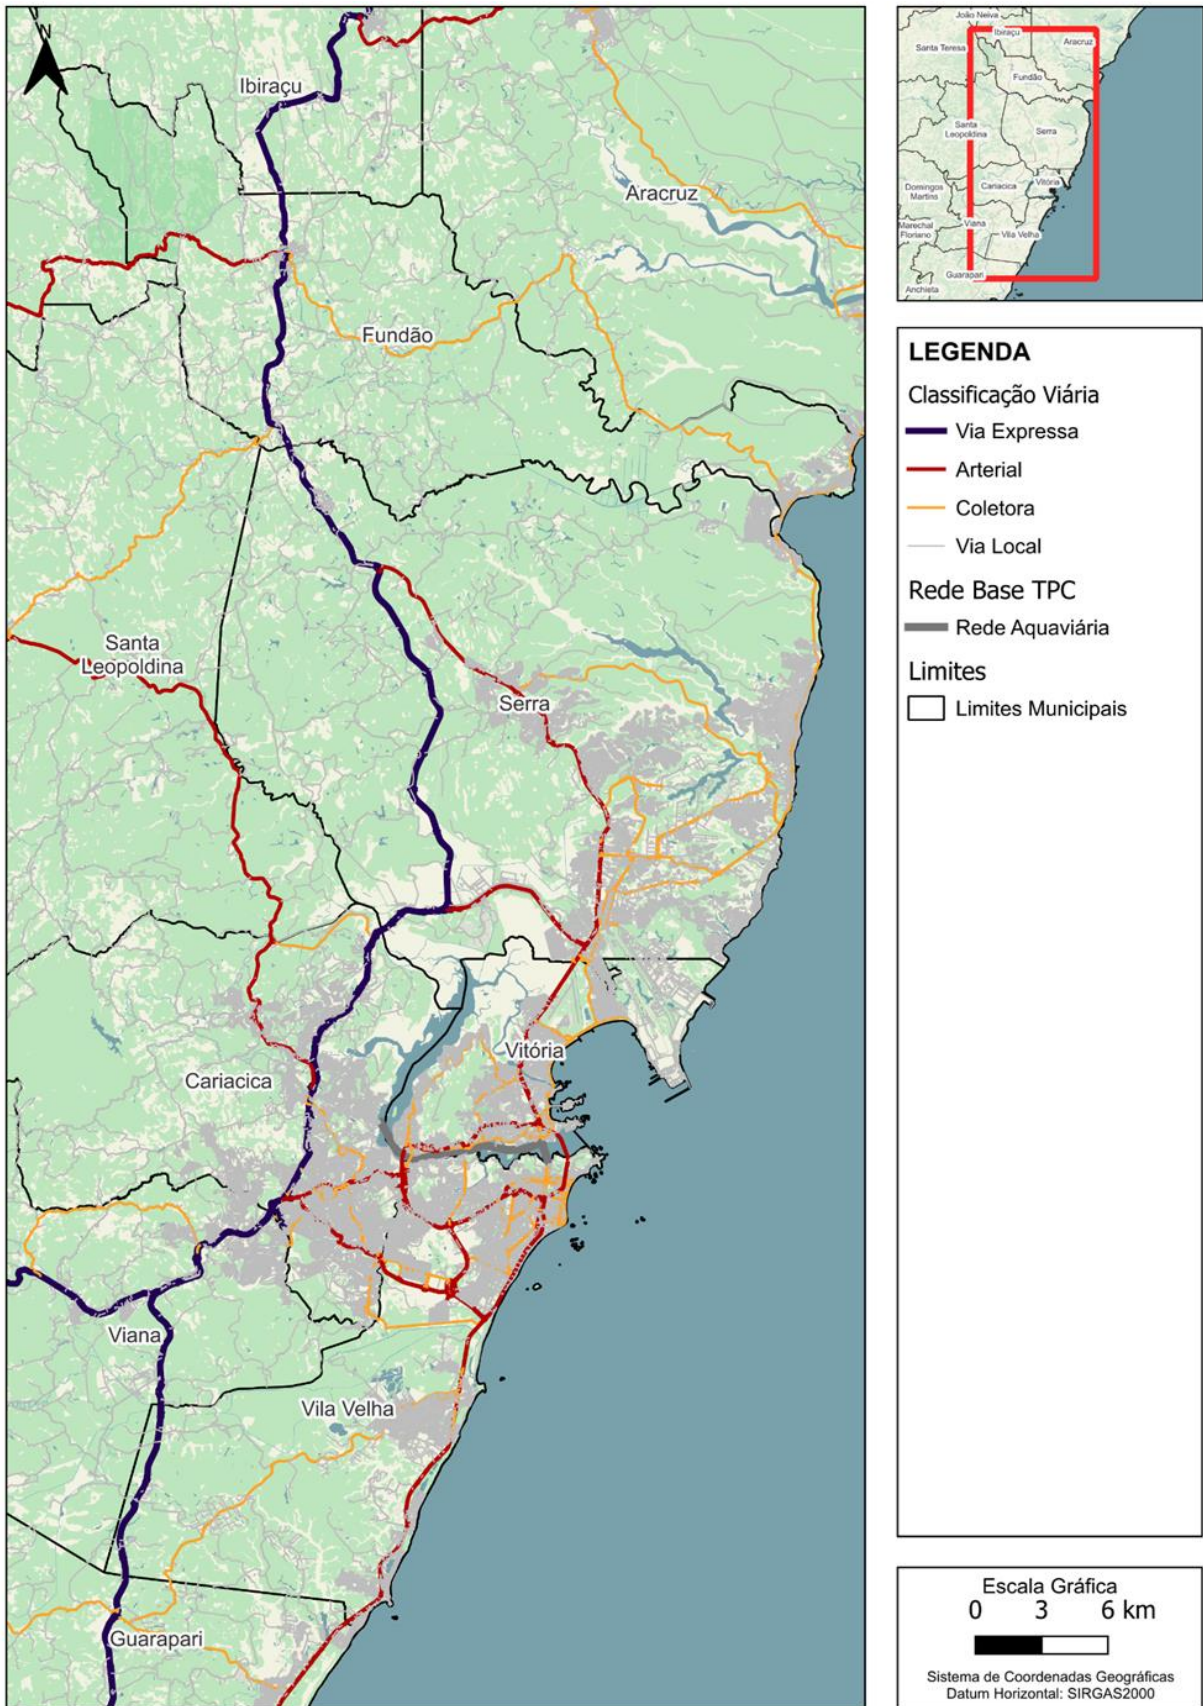 N
Ibiraçu
Aracruz
Fundão
Santa
Leopoldina
Serra
Vitória
Cariacica
Viana
Vila Velha
Guarapari
João Neiva
Ibiraçu
Santa Teresa
Aracruz
Fundão
Santa
Leopoldina
Serra
Domingos
Martins
Cariacica
Vitória
Marechal
Floriano
Viana
Vila Velha
Guarapari
Anchieta
LEGENDA
Classificação Viária
Via Expressa
Arterial
Coletora
Via Local
Rede Base TPC
Rede Aquaviária
Limites
Limites Municipais
Escala Gráfica
0 3 6 km
Sistema de Coordenadas Geográficas
Datum Horizontal: SIRGAS2000